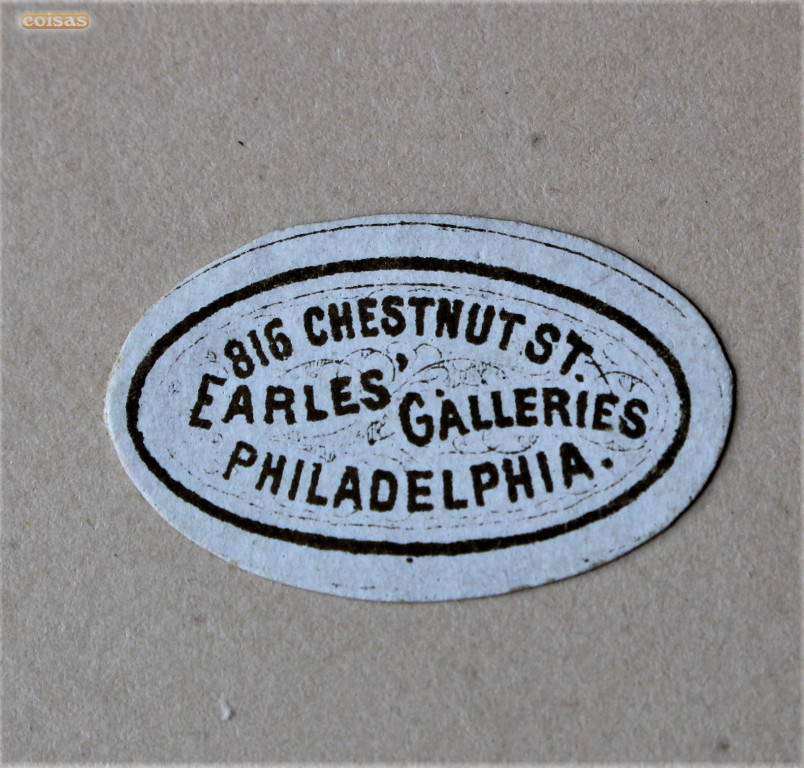 coisas
816 CHESTNUT ST.
EARLES' GALLERIES
PHILADELPHIA.